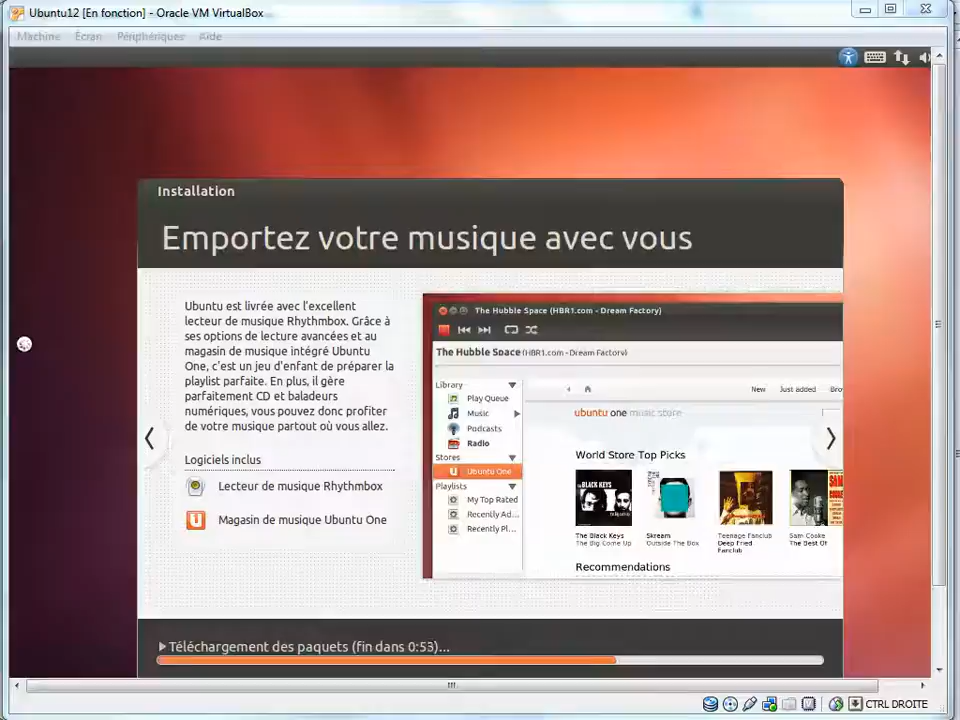 Ubuntu12 [En fonction] - Oracle VM VirtualBox
Machine Écran Périphériques Aide
Installation
Emportez votre musique avec vous
Ubuntu est livrée avec l'excellent
lecteur de musique Rhythmbox. Grâce à
ses options de lecture avancées et au
magasin de musique intégré Ubuntu
One, c'est un jeu d'enfant de préparer la
playlist parfaite. En plus, il gère
parfaitement CD et baladeurs
numériques, vous pouvez donc profiter
de votre musique partout où vous allez.
Logiciels inclus
Lecteur de musique Rhythmbox
Magasin de musique Ubuntu One
The Hubble Space (HBR1.com - Dream Factory)
The Hubble Space (HBR1.com - Dream Factory)
Library
Play Queue
Music
Podcasts
Radio
Stores
Ubuntu One
Playlists
My Top Rated
Recently Ad...
Recently Pl...
New Just added Bro
ubuntu one music store
World Store Top Picks
THE BLACK KEYS
The Black Keys
The Big Come Up
Skream
Outside The Box
Teenage Fanclub
Deep Fried
Fanclub
Sam Cooke
The Best Of
Recommendations
Téléchargement des paquets (fin dans 0:53)...
CTRL DROITE